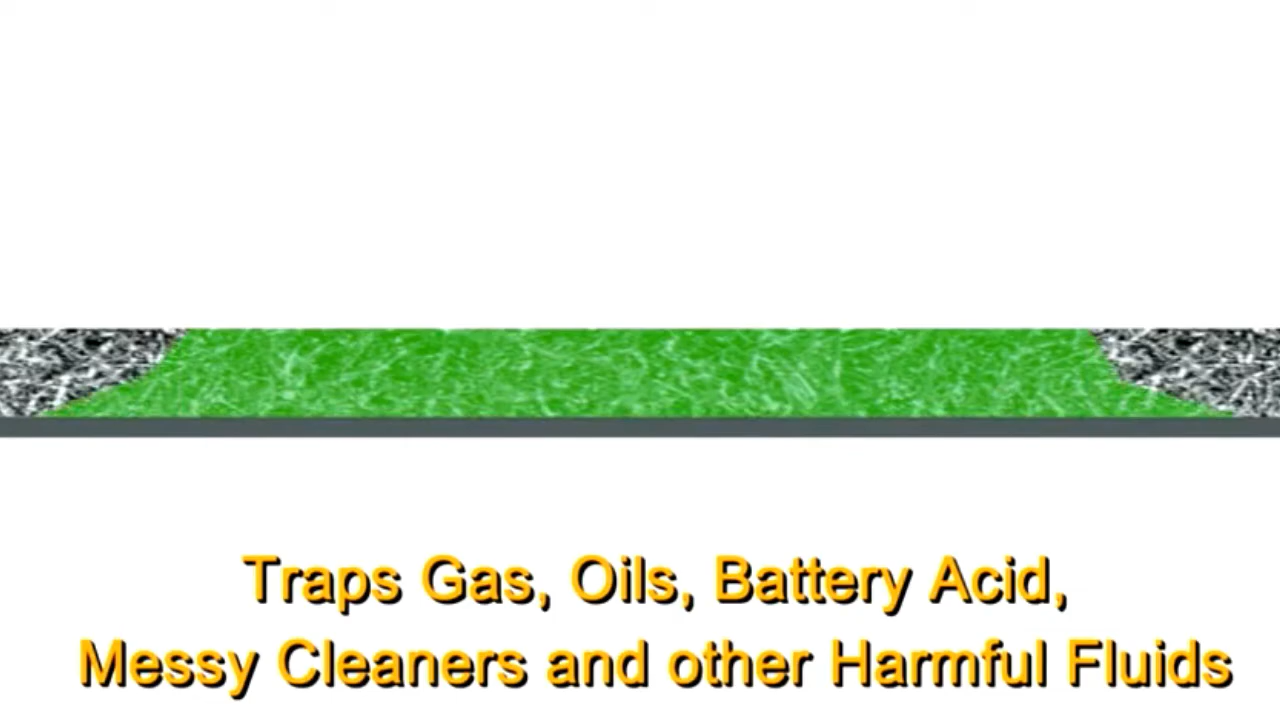 Traps Gas, Oils, Battery Acid,
Messy Cleaners and other Harmful Fluids